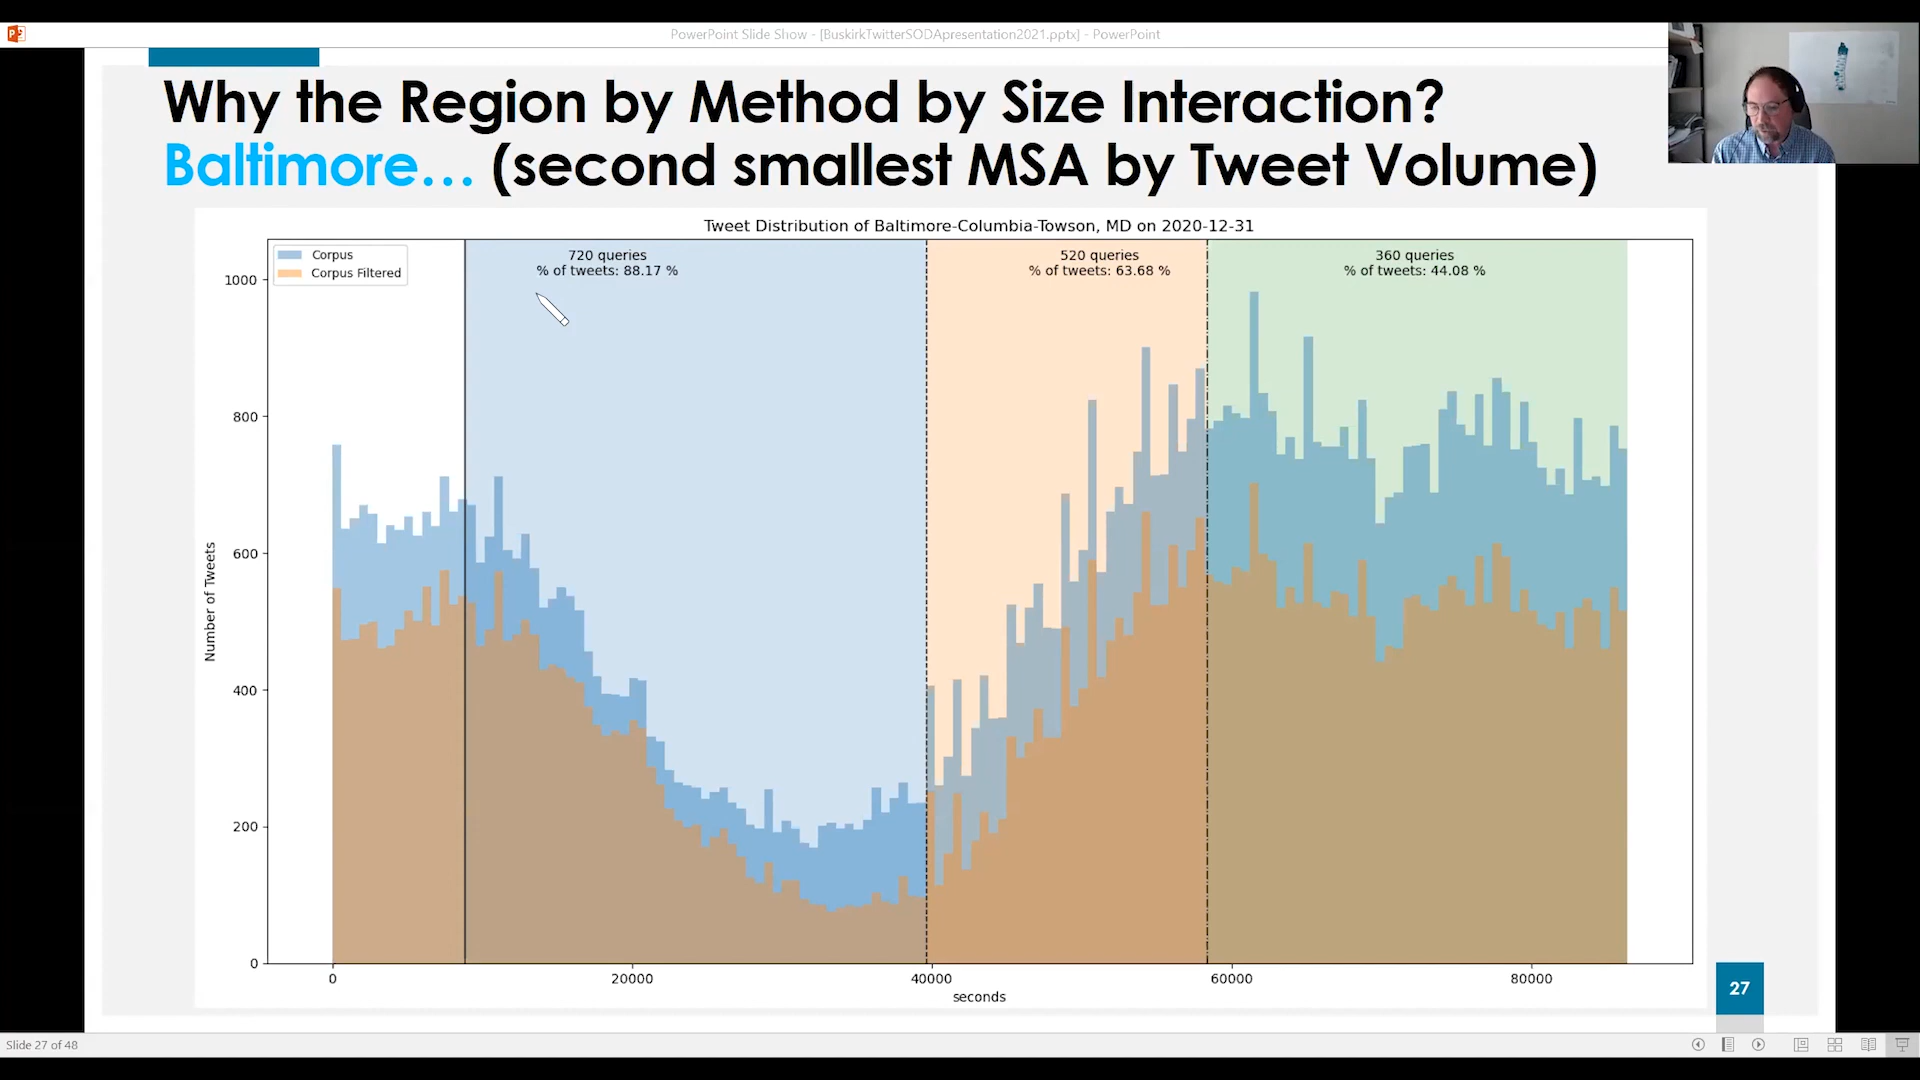 PowerPoint Slide Show - [BuskirkTwitterSODApresentation2021.pptx] - PowerPoint
Why the Region by Method by Size Interaction?
Baltimore... (second smallest MSA by Tweet Volume)
Tweet Distribution of Baltimore-Columbia-Towson, MD on 2020-12-31
Corpus
Corpus Filtered
720 queries
% of tweets: 88.17 %
520 queries
% of tweets: 63.68 %
360 queries
% of tweets: 44.08 %
1000
800
600
400
200
0
Number of Tweets
0 20000 40000 60000 80000
seconds
27
Slide 27 of 48